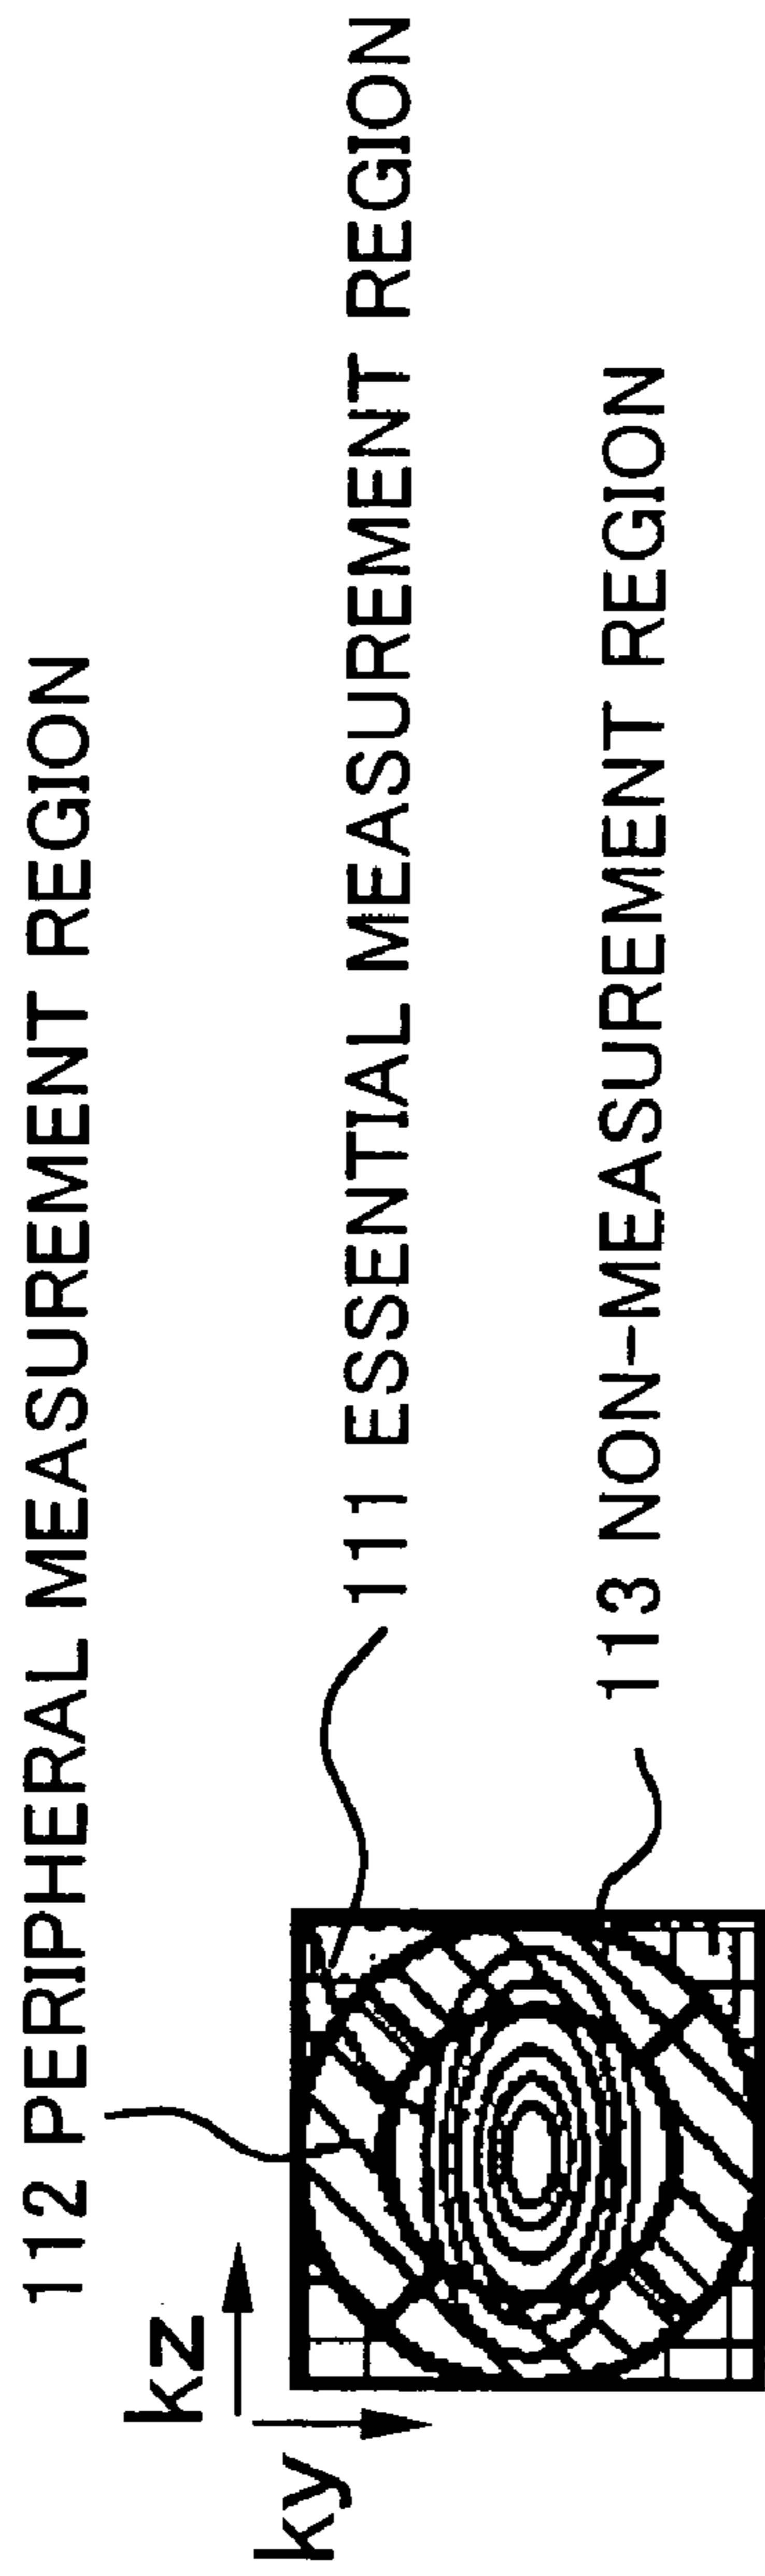 112 PERIPHERAL MEASUREMENT REGION
111 ESSENTIAL MEASUREMENT REGION
113 NON-MEASUREMENT REGION
kz
ky